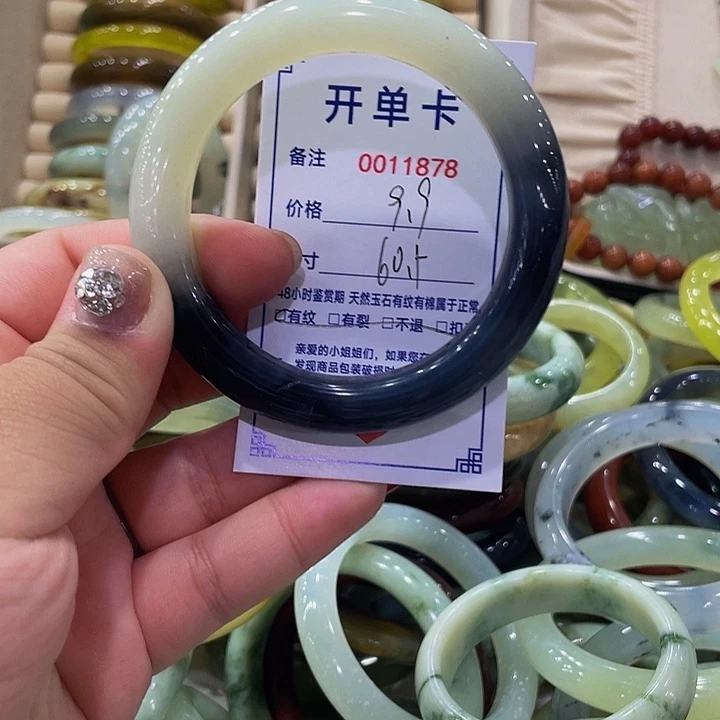 开单卡
备注 0011878
价格 9.9
寸 60.5
48小时鉴赏期 天然玉石有纹有棉属于正常
□有纹 □有裂 □不退 □扣
亲爱的小姐姐们，如果您在
发现商品包装破损时